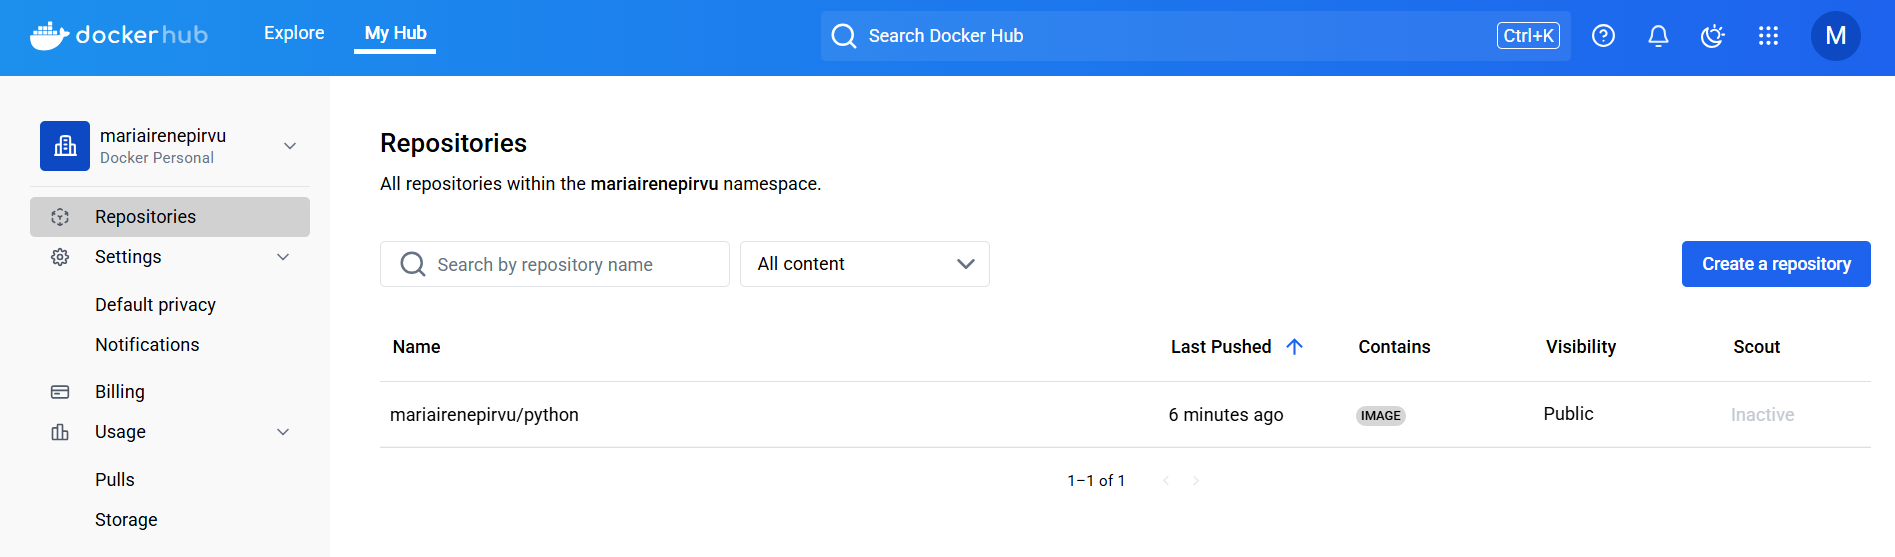 dockerhub
Explore
My Hub
Search Docker Hub
Ctrl+K
M
mariairenepirvu
Docker Personal
Repositories
Settings
Default privacy
Notifications
Billing
Usage
Pulls
Storage
Repositories
All repositories within the mariairenepirvu namespace.
Search by repository name
All content
Create a repository
Name Last Pushed Contains Visibility Scout
mariairenepirvu/python 6 minutes ago IMAGE Public Inactive
1–1 of 1